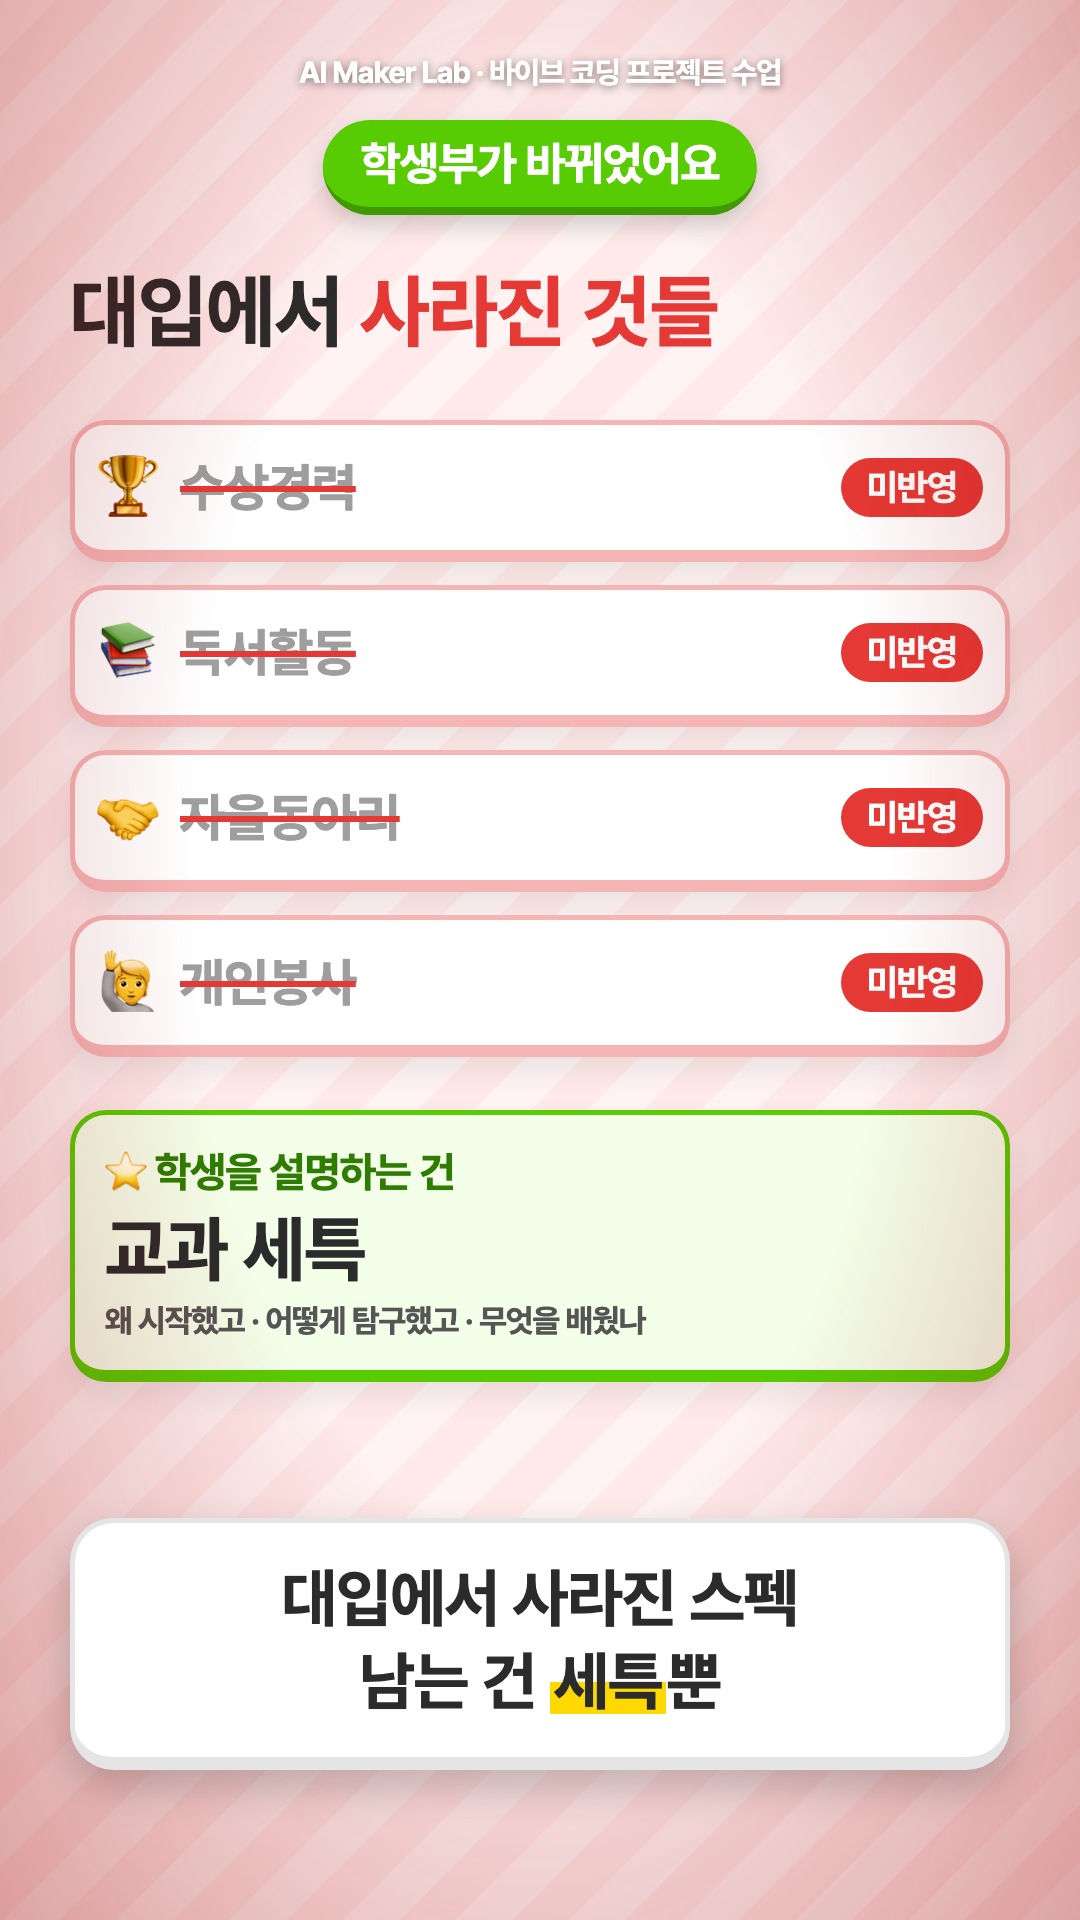 AI Maker Lab · 바이브 코딩 프로젝트 수업
학생부가 바뀌었어요
대입에서 사라진 것들
수상경력 미반영
독서활동 미반영
자율동아리 미반영
개인봉사 미반영
학생을 설명하는 건
교과 세특
왜 시작했고 · 어떻게 탐구했고 · 무엇을 배웠나
대입에서 사라진 스펙
남는 건 세특뿐